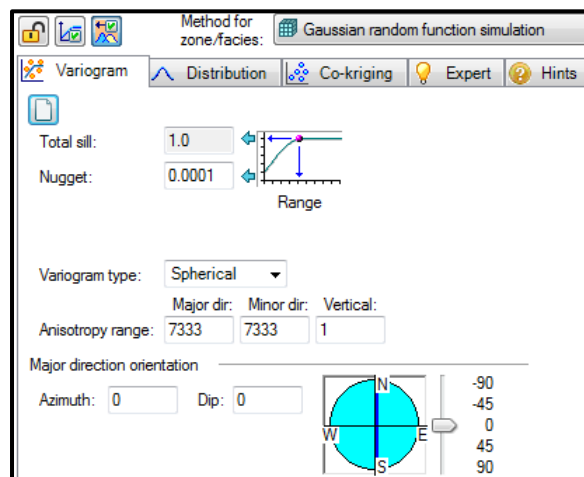 Method for
zone/facies:
Gaussian random function simulation
Variogram
Distribution
Co-kriging
Expert
Hints
Total sill: 1.0
Nugget: 0.0001
Range
Variogram type: Spherical
Major dir: Minor dir: Vertical:
Anisotropy range: 7333 7333 1
Major direction orientation
Azimuth: 0 Dip: 0
N
W E
S
-90
-45
0
45
90